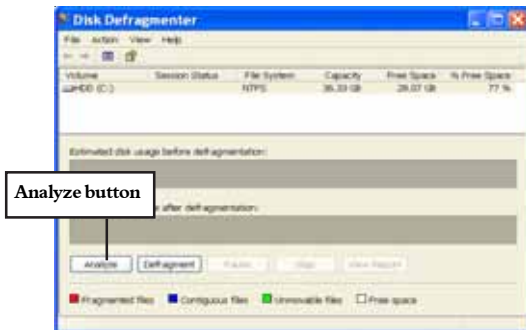 Disk Defragmenter
File Action View Help
Volume Session Status File System Capacity Free Space % Free Space
HDD (C:) NTFS 36.33 GB 28.07 GB 77 %
Estimated disk usage before defragmentation:
Analyze button
after defragmentation:
Analyze Defragment Pause Stop View Report
Fragmented files Contiguous files Unmovable files Free space